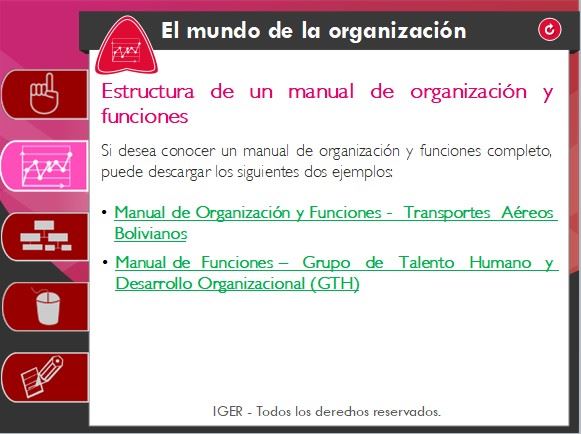 El mundo de la organización
Estructura de un manual de organización y
funciones
Si desea conocer un manual de organización y funciones completo,
puede descargar los siguientes dos ejemplos:
• Manual de Organización y Funciones - Transportes Aéreos
Bolivianos
• Manual de Funciones – Grupo de Talento Humano y
Desarrollo Organizacional (GTH)
IGER - Todos los derechos reservados.